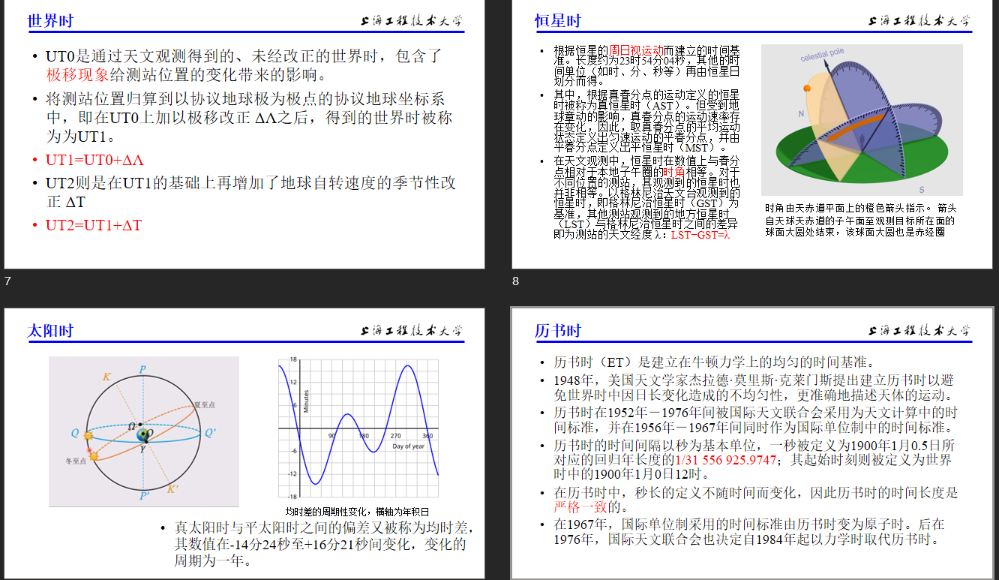 世界时
上海工程技术大学
• UT0是通过天文观测得到的、未经改正的世界时，包含了
极移现象给测站位置的变化带来的影响。
• 将测站位置归算到以协议地球极为极点的协议地球坐标系
中，即在UT0上加以极移改正 ΔΛ之后，得到的世界时被称
为为UT1。
• UT1=UT0+ΔΛ
• UT2则是在UT1的基础上再增加了地球自转速度的季节性改
正 ΔT
• UT2=UT1+ΔT
7
恒星时
上海工程技术大学
• 根据恒星的周日视运动而建立的时间基
准。长度约为23时54分04秒，其他的时
间单位（如时、分、秒等）再由恒星日
划分而得。
• 其中，根据真春分点的运动定义的恒星
时被称为真恒星时（AST）。但受到地
球章动的影响，真春分点的运动速率存
在变化，因此，取真春分点的平均运动
状态定义出匀速运动的平春分点，并由
平春分点定义出平恒星时（MST）。
• 在天文观测中，恒星时在数值上与春分
点相对于本地子午圈的时角相等。对于
不同位置的测站，其观测到的恒星时也
并非相等。以格林尼治天文台观测到的
恒星时，即格林尼治恒星时（GST）为
基准，其他测站观测到的地方恒星时
（LST）与格林尼治恒星时之间的差异
即为测站的天文经度 λ：LST−GST=λ
celestial pole
N
S
时角由天赤道平面上的橙色箭头指示。 箭头
自天球天赤道的子午面至观测目标所在面的
球面大圆处结束，该球面大圆也是赤经圈
8
太阳时
上海工程技术大学
K
P
夏至点
Ω
Q
O
Q'
γ
冬至点
P'
K'
18
12
6
-6
-12
-18
Minutes
90
180
270
360
Day of year
均时差的周期性变化，横轴为年积日
• 真太阳时与平太阳时之间的偏差又被称为均时差，
其数值在-14分24秒至+16分21秒间变化，变化的
周期为一年。
历书时
上海工程技术大学
• 历书时（ET）是建立在牛顿力学上的均匀的时间基准。
• 1948年，美国天文学家杰拉德·莫里斯·克莱门斯提出建立历书时以避
免世界时中因日长变化造成的不均匀性，更准确地描述天体的运动。
• 历书时在1952年－1976年间被国际天文联合会采用为天文计算中的时
间标准，并在1956年－1967年间同时作为国际单位制中的时间标准。
• 历书时的时间间隔以秒为基本单位，一秒被定义为1900年1月0.5日所
对应的回归年长度的1/31 556 925.9747；其起始时刻则被定义为世界
时中的1900年1月0日12时。
• 在历书时中，秒长的定义不随时间而变化，因此历书时的时间长度是
严格一致的。
• 在1967年，国际单位制采用的时间标准由历书时变为原子时。后在
1976年，国际天文联合会也决定自1984年起以力学时取代历书时。